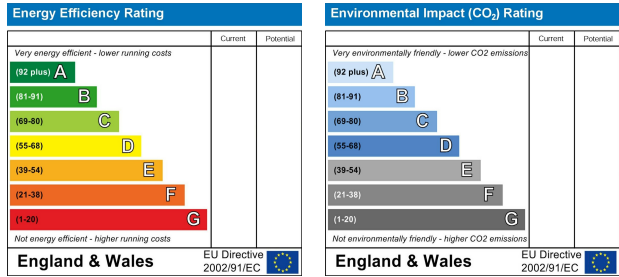 Energy Efficiency Rating
Current Potential
Very energy efficient - lower running costs
(92 plus) A
(81-91) B
(69-80) C
(55-68) D
(39-54) E
(21-38) F
(1-20) G
Not energy efficient - higher running costs
England & Wales
EU Directive
2002/91/EC
Environmental Impact (CO₂) Rating
Current Potential
Very environmentally friendly - lower CO2 emissions
(92 plus) A
(81-91) B
(69-80) C
(55-68) D
(39-54) E
(21-38) F
(1-20) G
Not environmentally friendly - higher CO2 emissions
England & Wales
EU Directive
2002/91/EC